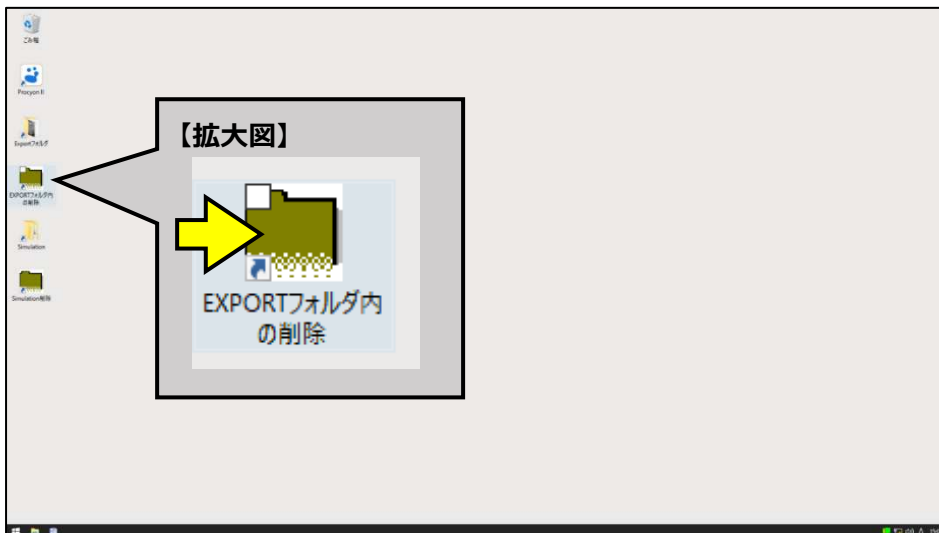 ごみ箱
Procyon II
Exportフォルダ
EXPORTフォルダ内
の削除
Simulation
Simulation削除
【拡大図】
EXPORTフォルダ内
の削除